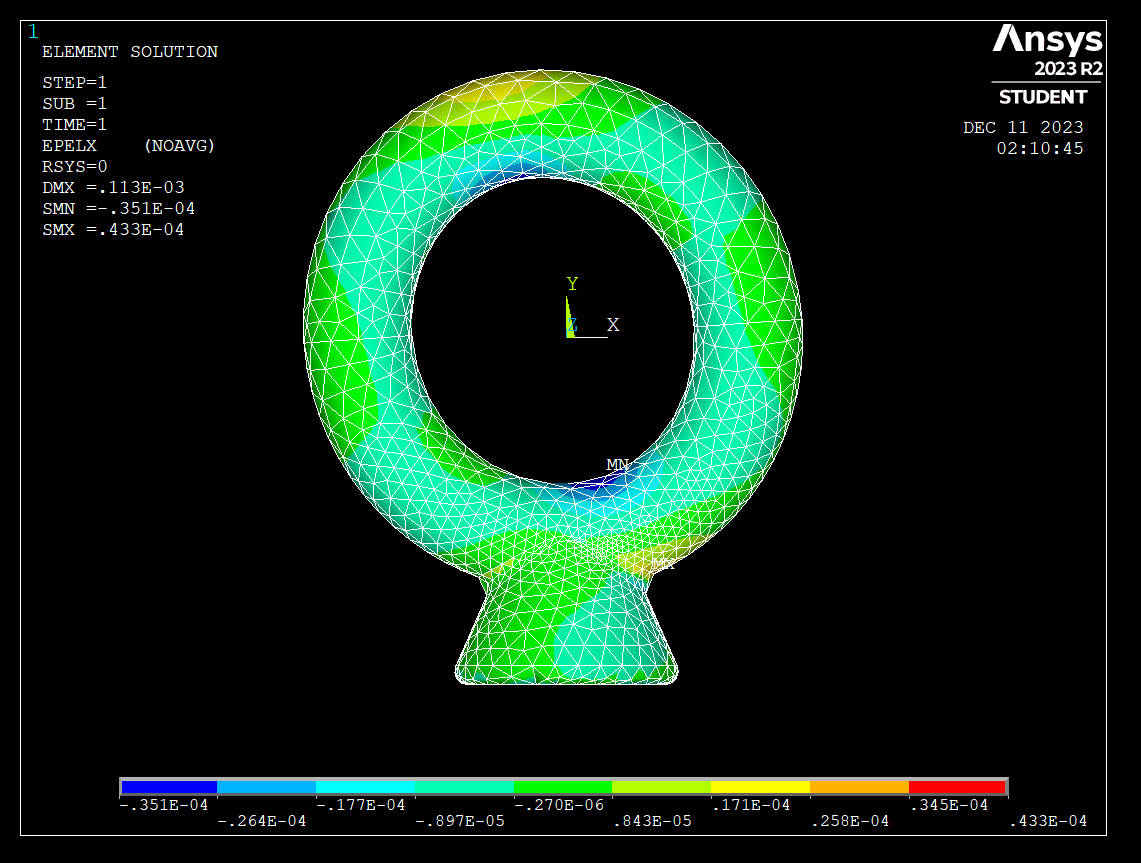 1
ELEMENT SOLUTION
STEP=1
SUB =1
TIME=1
EPELX (NOAVG)
RSYS=0
DMX =.113E-03
SMN =-.351E-04
SMX =.433E-04
Ansys
2023 R2
STUDENT
DEC 11 2023
02:10:45
Y
Z X
MN
MX
-.351E-04 -.177E-04 -.270E-06 .171E-04 .345E-04
-.264E-04 -.897E-05 .843E-05 .258E-04 .433E-04